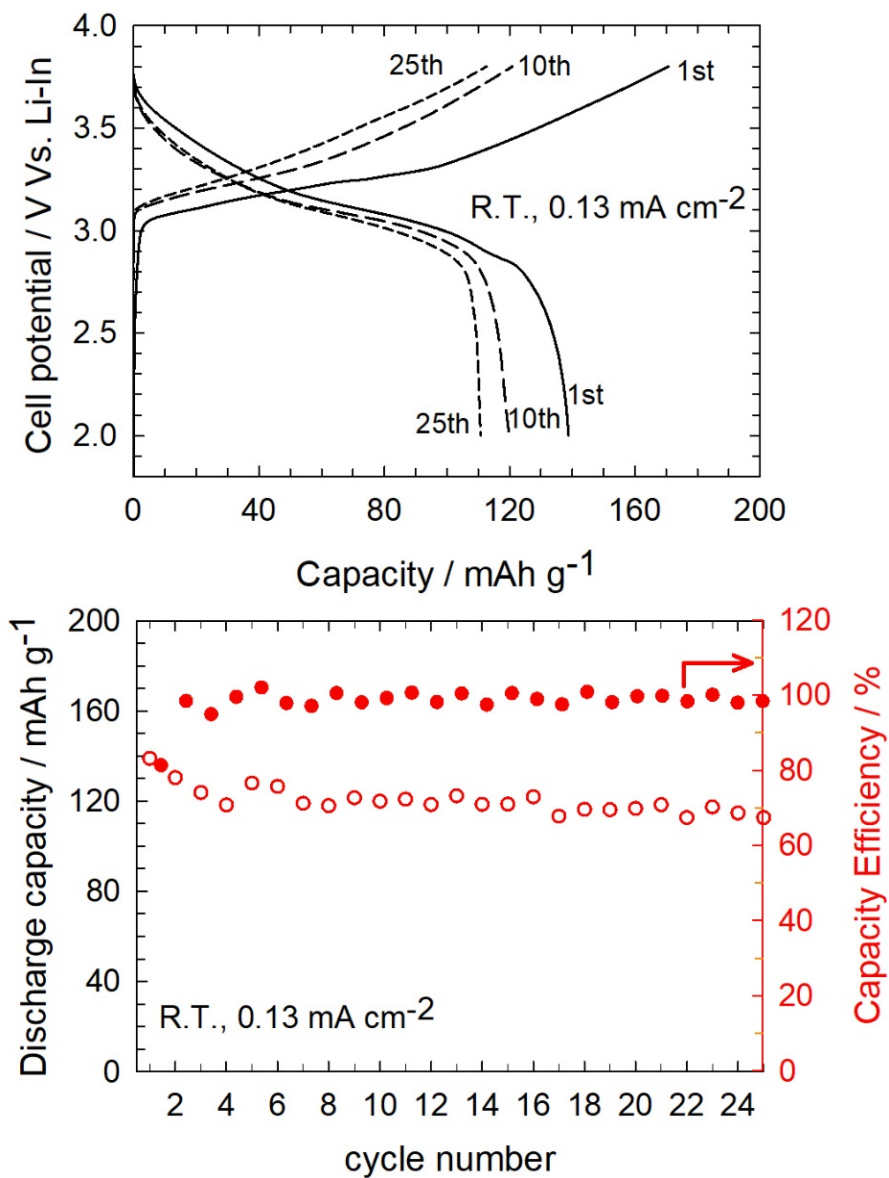 4.0
3.5
3.0
2.5
2.0
Cell potential / V Vs. Li-In
25th
10th
1st
R.T., 0.13 mA cm-2
25th
10th
1st
0 40 80 120 160 200
Capacity / mAh g-1
200
160
120
80
40
0
Discharge capacity / mAh g-1
R.T., 0.13 mA cm-2
120
100
80
60
40
20
0
Capacity Efficiency / %
2 4 6 8 10 12 14 16 18 20 22 24
cycle number